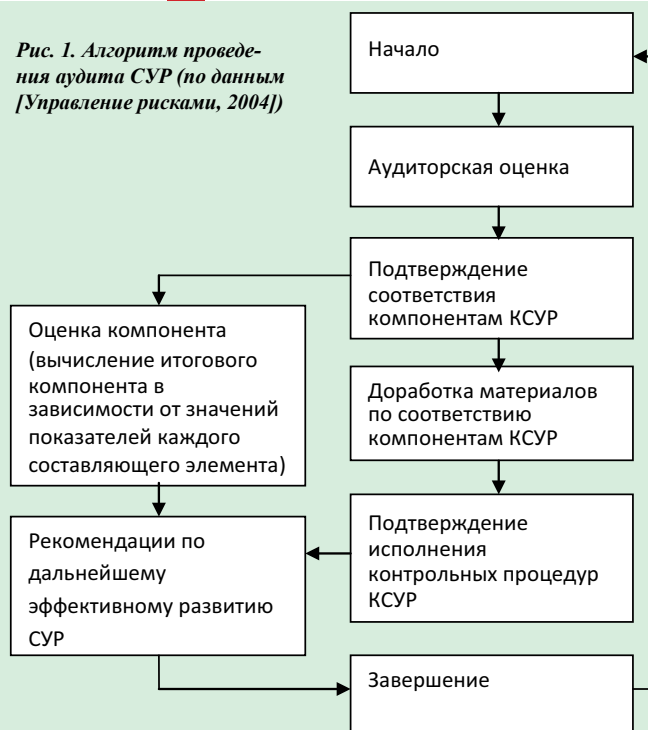 Рис. 1. Алгоритм проведе-
ния аудита СУР (по данным
[Управление рисками, 2004])
Начало
Аудиторская оценка
Подтверждение
соответствия
компонентам КСУР
Оценка компонента
(вычисление итогового
компонента в
зависимости от значений
показателей каждого
составляющего элемента)
Доработка материалов
по соответствию
компонентам КСУР
Подтверждение
исполнения
контрольных процедур
КСУР
Рекомендации по
дальнейшему
эффективному развитию
СУР
Завершение